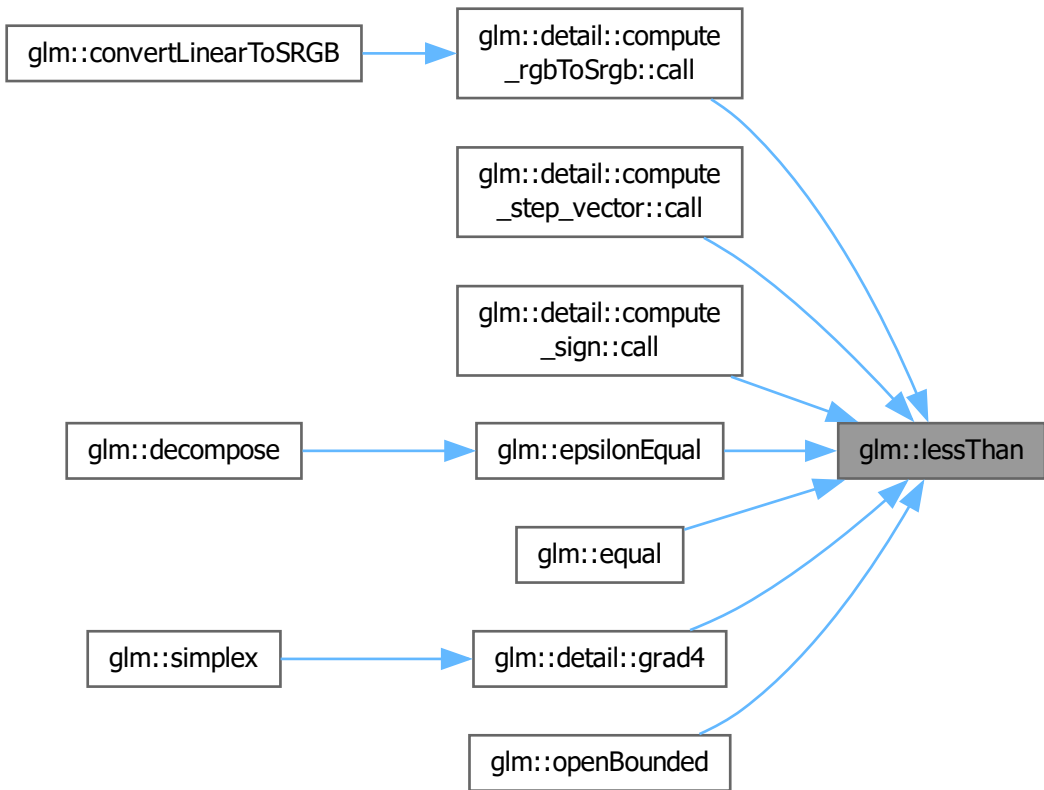 glm::convertLinearToSRGB
glm::detail::compute
_rgbToSrgb::call
glm::detail::compute
_step_vector::call
glm::detail::compute
_sign::call
glm::decompose
glm::epsilonEqual
glm::lessThan
glm::equal
glm::simplex
glm::detail::grad4
glm::openBounded